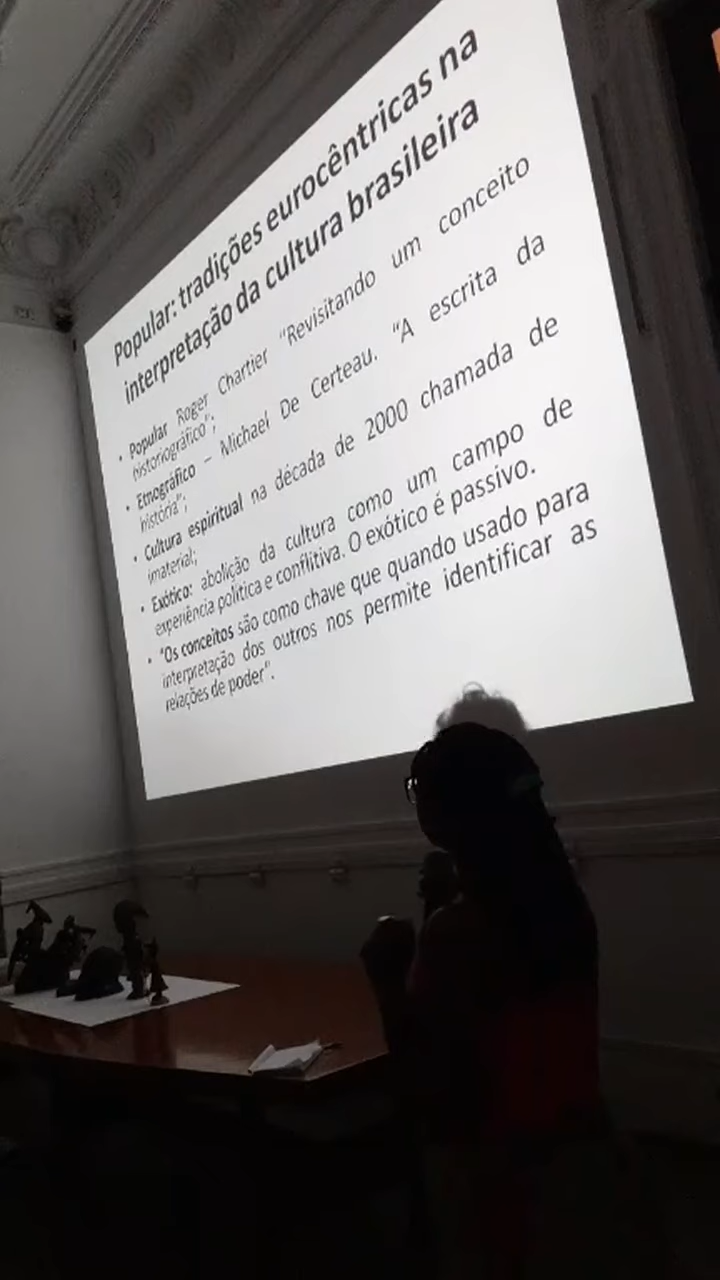 Popular: tradições eurocêntricas na
interpretação da cultura brasileira
• Popular Roger Chartier "Revisitando um conceito
historiográfico";
• Etnográfico – Michael De Certeau. "A escrita da
história";
• Cultura espiritual na década de 2000 chamada de
imaterial;
• Exótico: abolição da cultura como um campo de
experiência política e conflitiva. O exótico é passivo.
• "Os conceitos são como chave que quando usado para
interpretação dos outros nos permite identificar as
relações de poder".